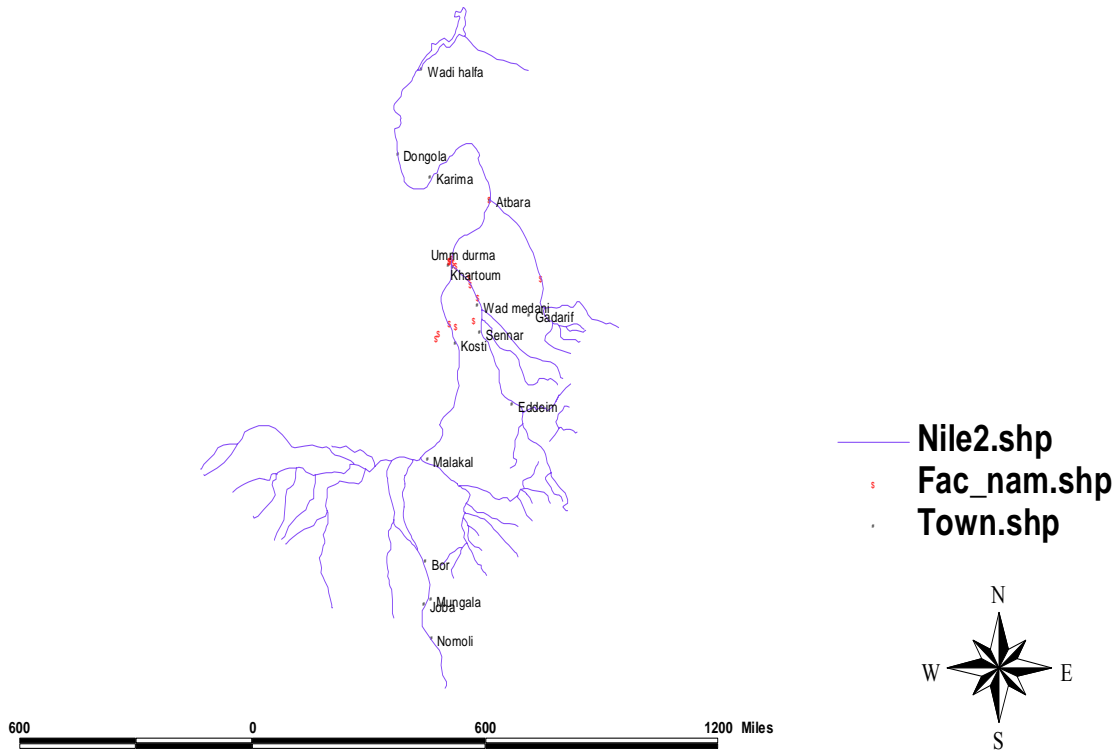 Wadi halfa
Dongola
Karima
Atbara
Umm durma
Khartoum
Wad medani
Gadarif
Sennar
Kosti
Eddeim
Malakal
Bor
Mungala
Joba
Nomoli
Nile2.shp
$ Fac_nam.shp
Town.shp
N
W E
S
600 0 600 1200 Miles